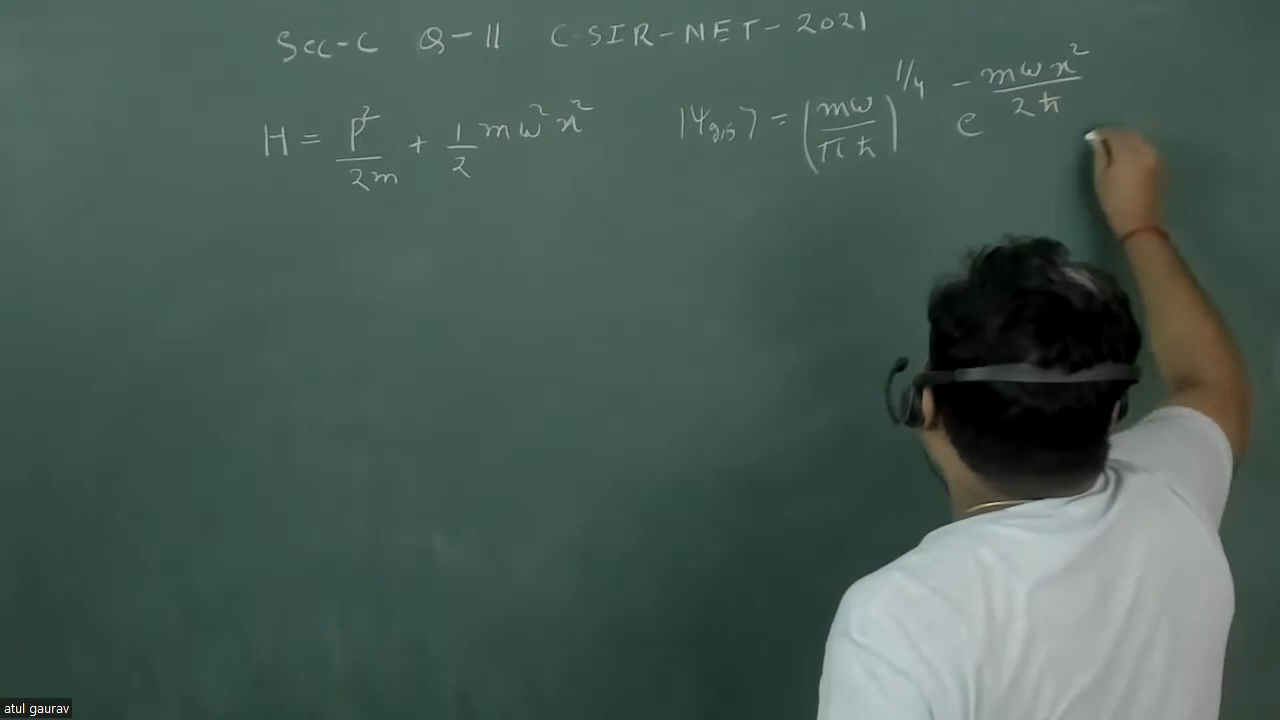 Sec-C Q-11 CSIR-NET-2021
H = P²/2m + 1/2 mω²x²
|Ψg.s⟩ = (mω/πħ)^1/4 e^-mωx²/2ħ
atul gaurav